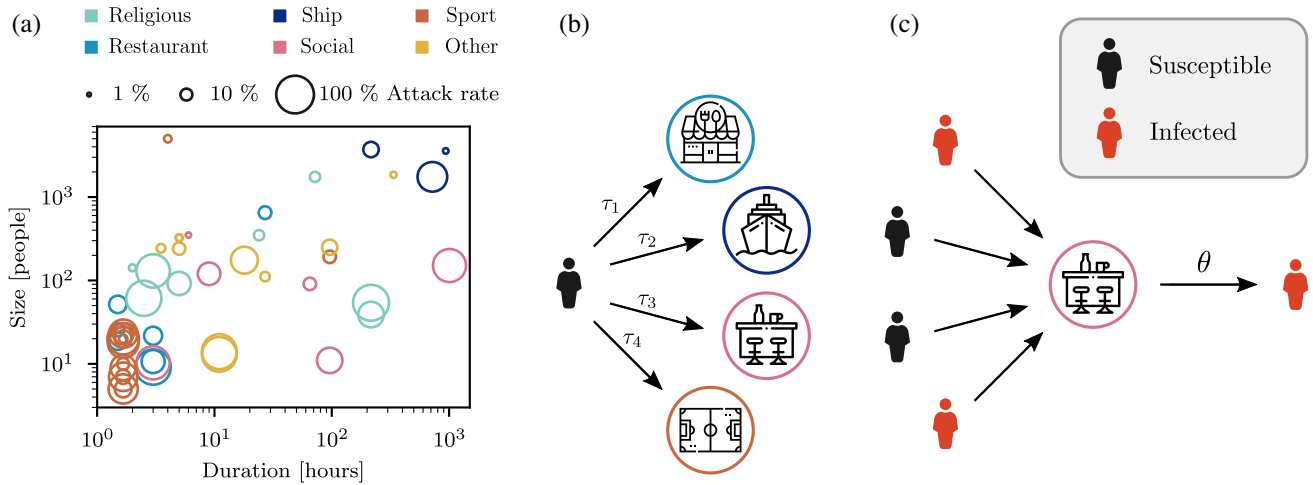 (a)
Religious
Ship
Sport
Restaurant
Social
Other
1 %
10 %
100 % Attack rate
Size [people]
10³
10²
10¹
10⁰
10¹
10²
10³
Duration [hours]
(b)
τ₁
τ₂
τ₃
τ₄
(c)
Susceptible
Infected
θ